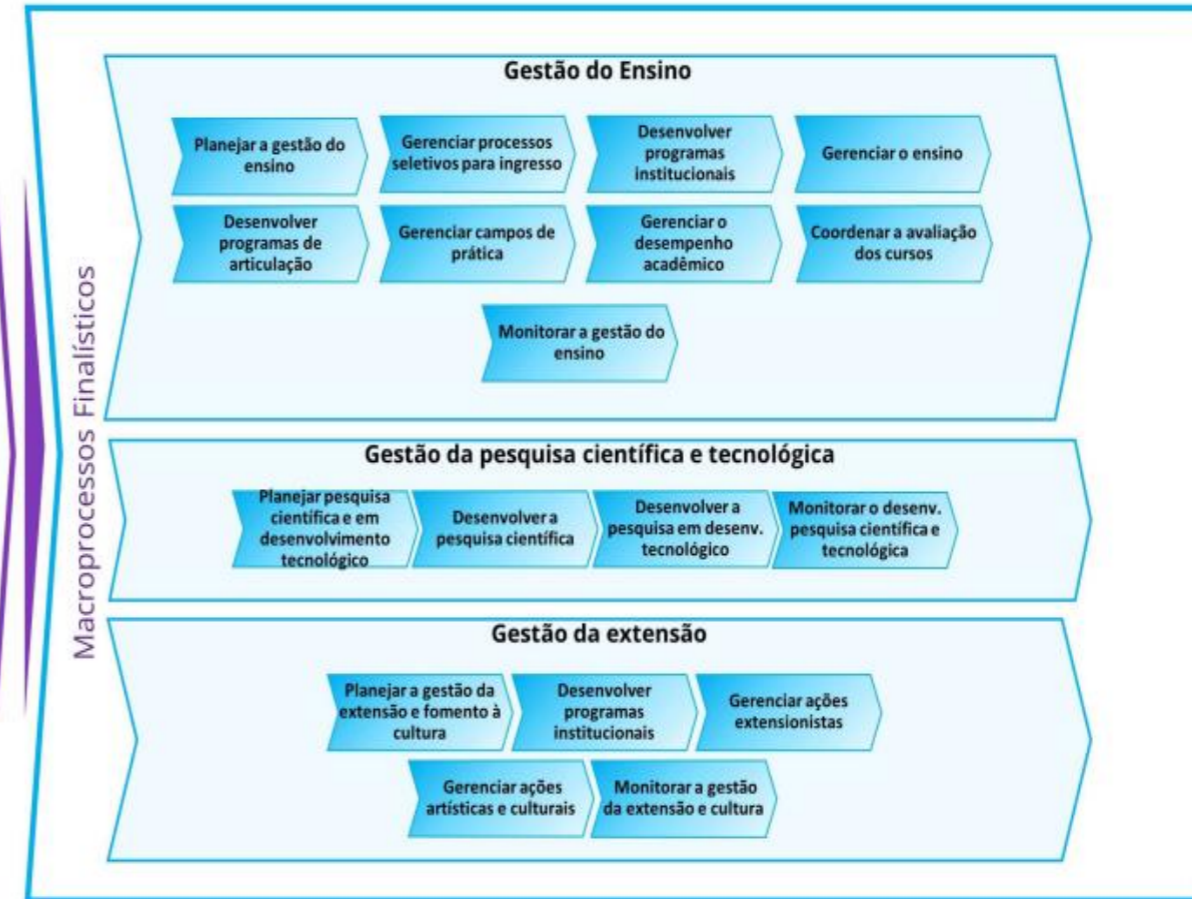 Macroprocessos Finalísticos
Gestão do Ensino
Planejar a gestão do
ensino
Gerenciar processos
seletivos para ingresso
Desenvolver
programas
institucionais
Gerenciar o ensino
Desenvolver
programas de
articulação
Gerenciar campos de
prática
Gerenciar o
desempenho
acadêmico
Coordenar a avaliação
dos cursos
Monitorar a gestão do
ensino
Gestão da pesquisa científica e tecnológica
Planejar pesquisa
científica e em
desenvolvimento
tecnológico
Desenvolver a
pesquisa científica
Desenvolver a
pesquisa em desenv.
tecnológico
Monitorar o desenv.
pesquisa científica e
tecnológica
Gestão da extensão
Planejar a gestão da
extensão e fomento à
cultura
Desenvolver
programas
institucionais
Gerenciar ações
extensionistas
Gerenciar ações
artísticas e culturais
Monitorar a gestão
da extensão e cultura